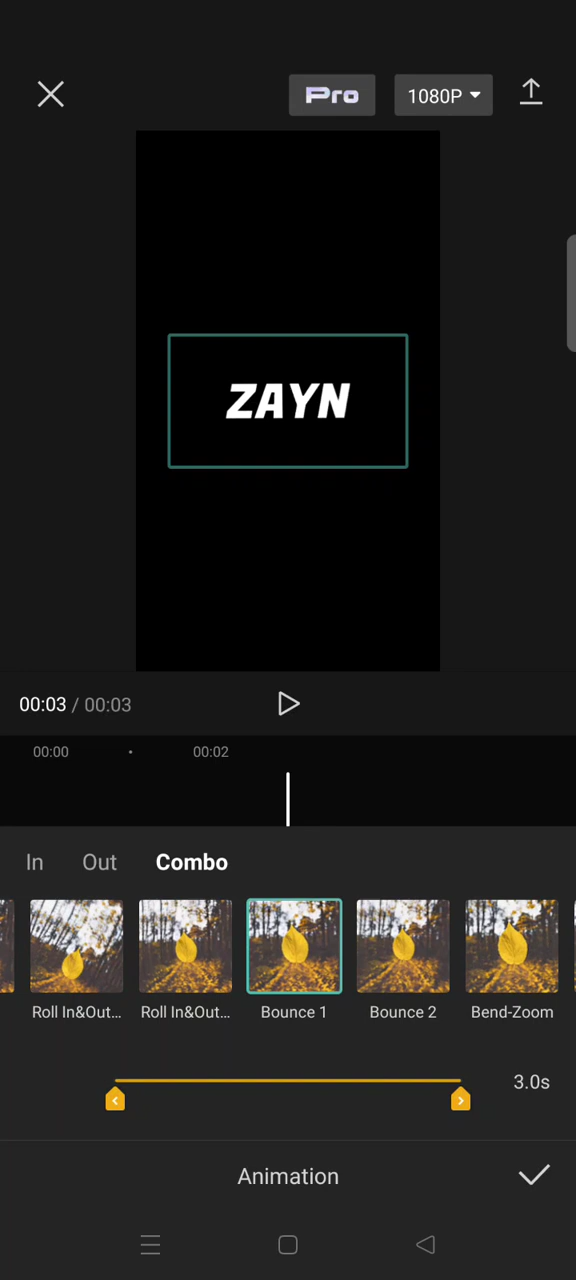 Pro 1080P
ZAYN
00:03 / 00:03
00:00 00:02
In Out Combo
Roll In&Out... Roll In&Out... Bounce 1 Bounce 2 Bend-Zoom
3.0s
Animation